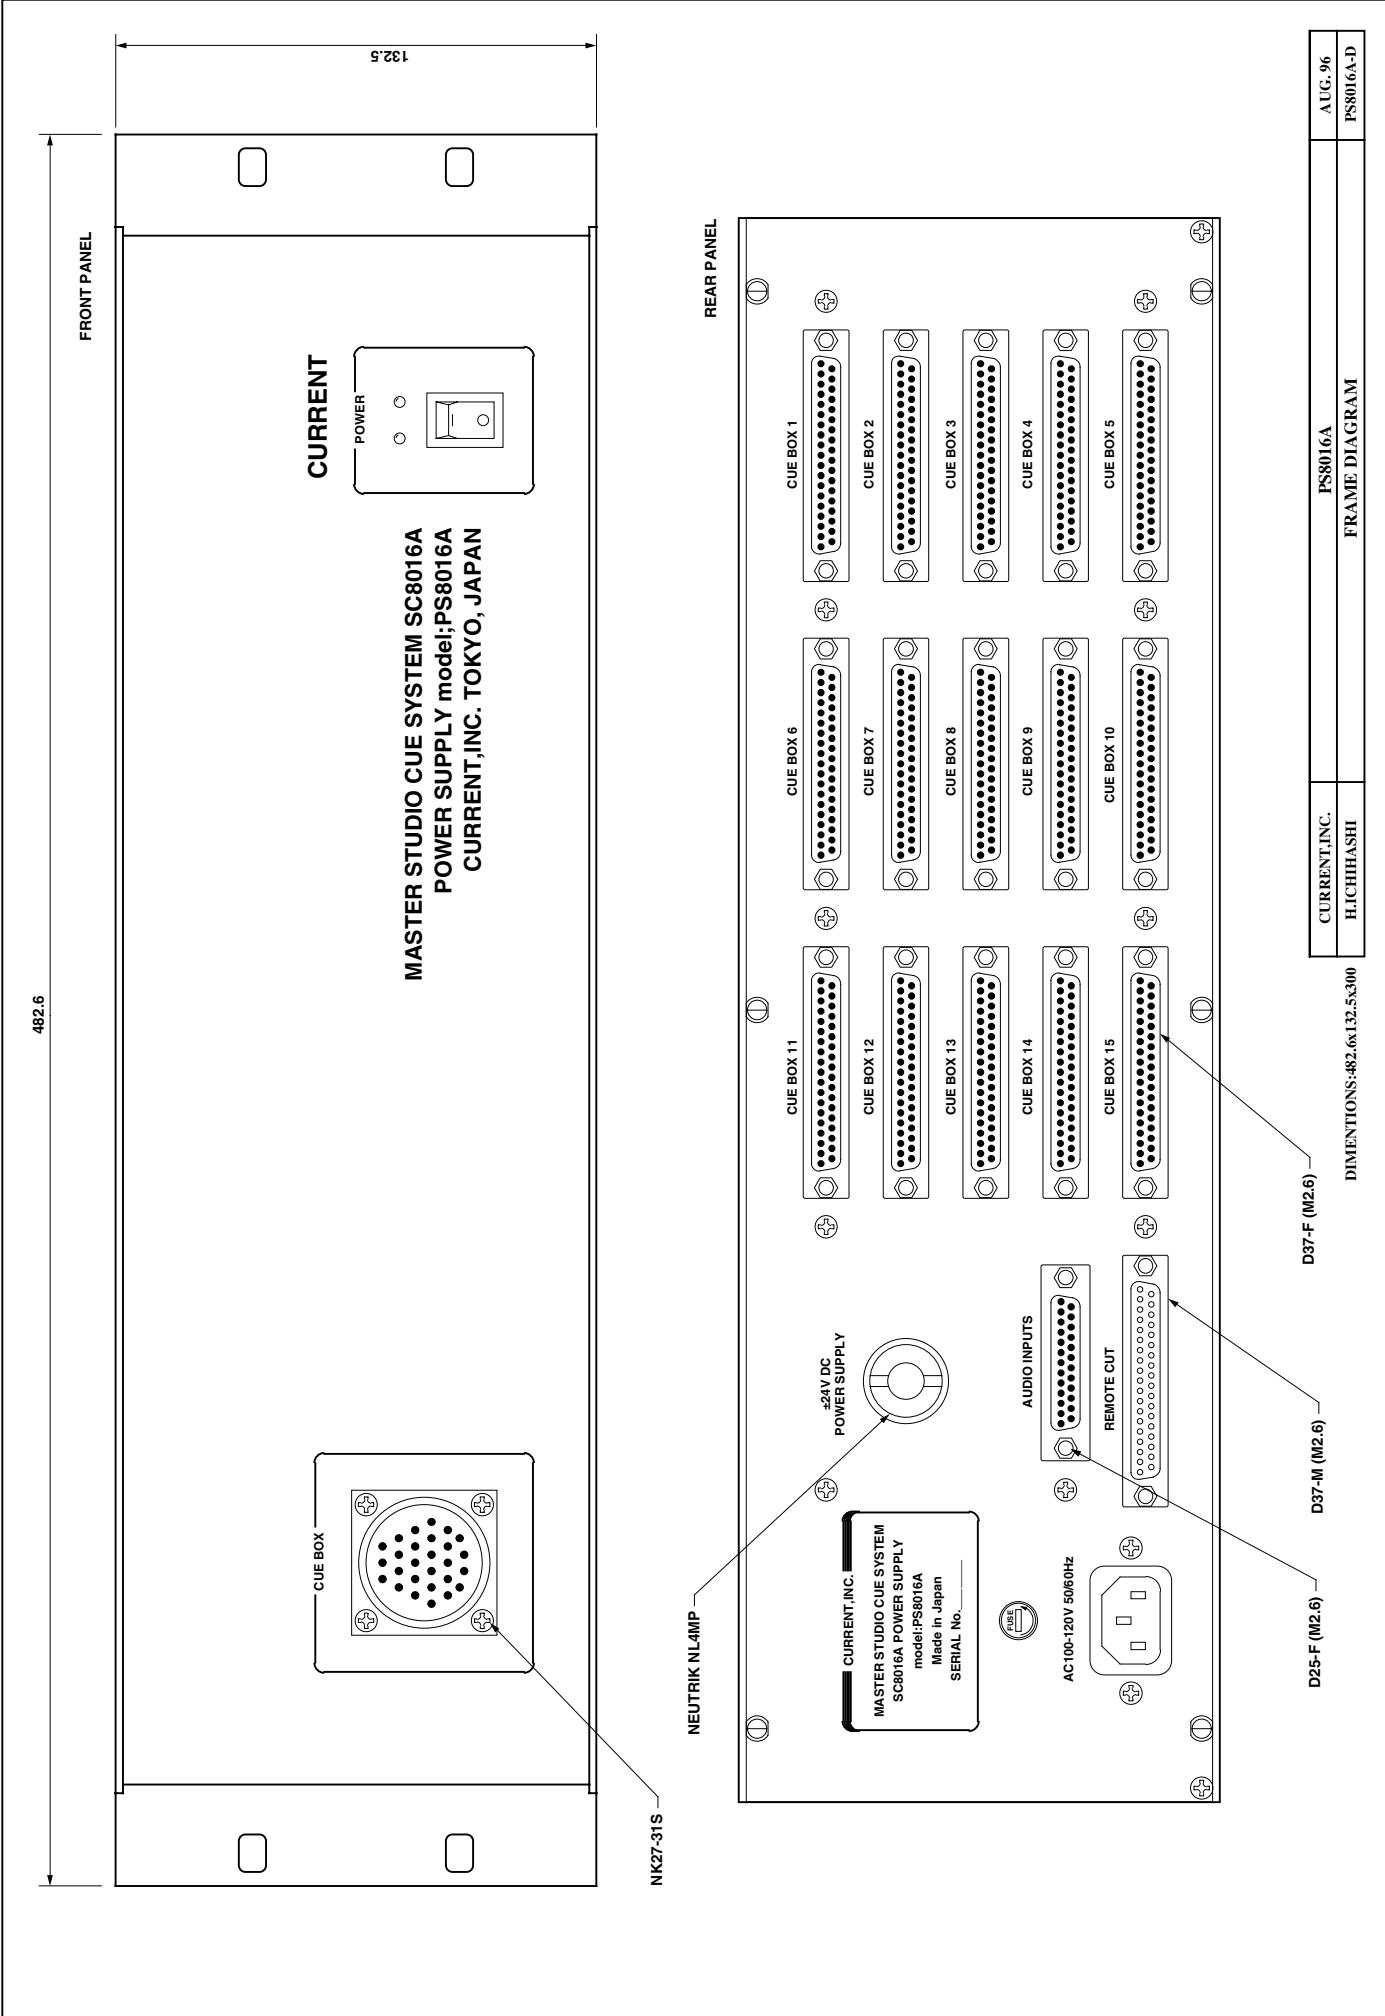 482.6
132.5
FRONT PANEL
CUE BOX
CURRENT
POWER
MASTER STUDIO CUE SYSTEM SC8016A
POWER SUPPLY model;PS8016A
CURRENT,INC. TOKYO, JAPAN
NK27-31S
REAR PANEL
NEUTRIK NL4MP
CURRENT,INC.
MASTER STUDIO CUE SYSTEM
SC8016A POWER SUPPLY
model:PS8016A
Made in Japan
SERIAL No.______
FUSE
AC100-120V 50/60Hz
±24V DC
POWER SUPPLY
AUDIO INPUTS
REMOTE CUT
CUE BOX 11
CUE BOX 12
CUE BOX 13
CUE BOX 14
CUE BOX 15
CUE BOX 6
CUE BOX 7
CUE BOX 8
CUE BOX 9
CUE BOX 10
CUE BOX 1
CUE BOX 2
CUE BOX 3
CUE BOX 4
CUE BOX 5
D25-F (M2.6)
D37-M (M2.6)
D37-F (M2.6)
DIMENTIONS:482.6x132.5x300
CURRENT,INC.
PS8016A
AUG. 96
H.ICHIHASHI
FRAME DIAGRAM
PS8016A-D